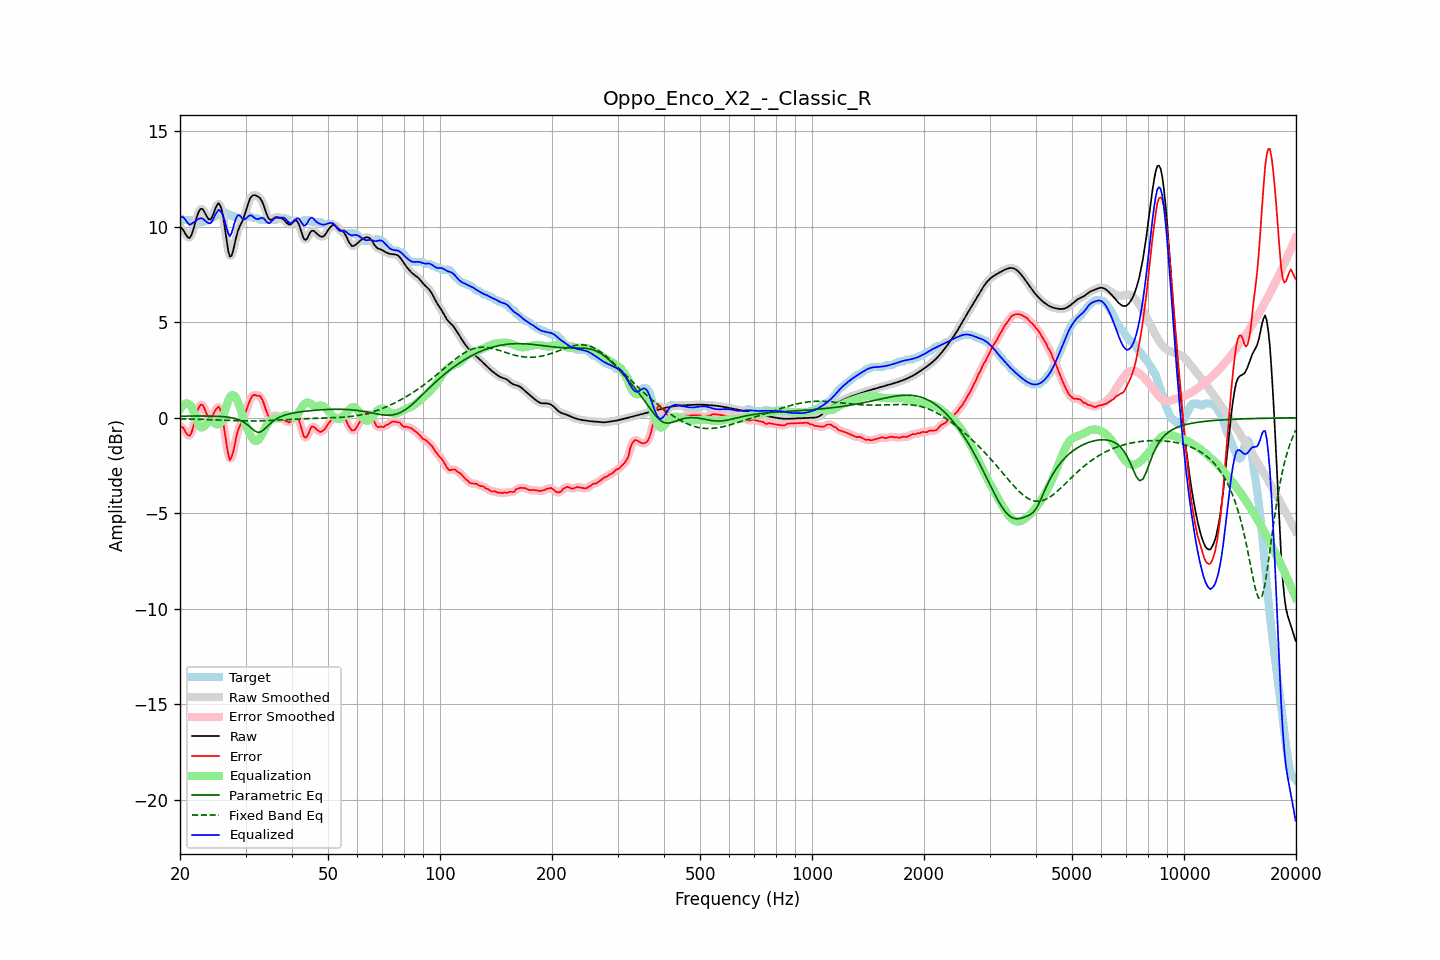 Oppo_Enco_X2_-_Classic_R
Amplitude (dBr)
15
10
5
0
−5
−10
−15
−20
Target
Raw Smoothed
Error Smoothed
Raw
Error
Equalization
Parametric Eq
Fixed Band Eq
Equalized
20 50 100 200 500 1000 2000 5000 10000 20000
Frequency (Hz)